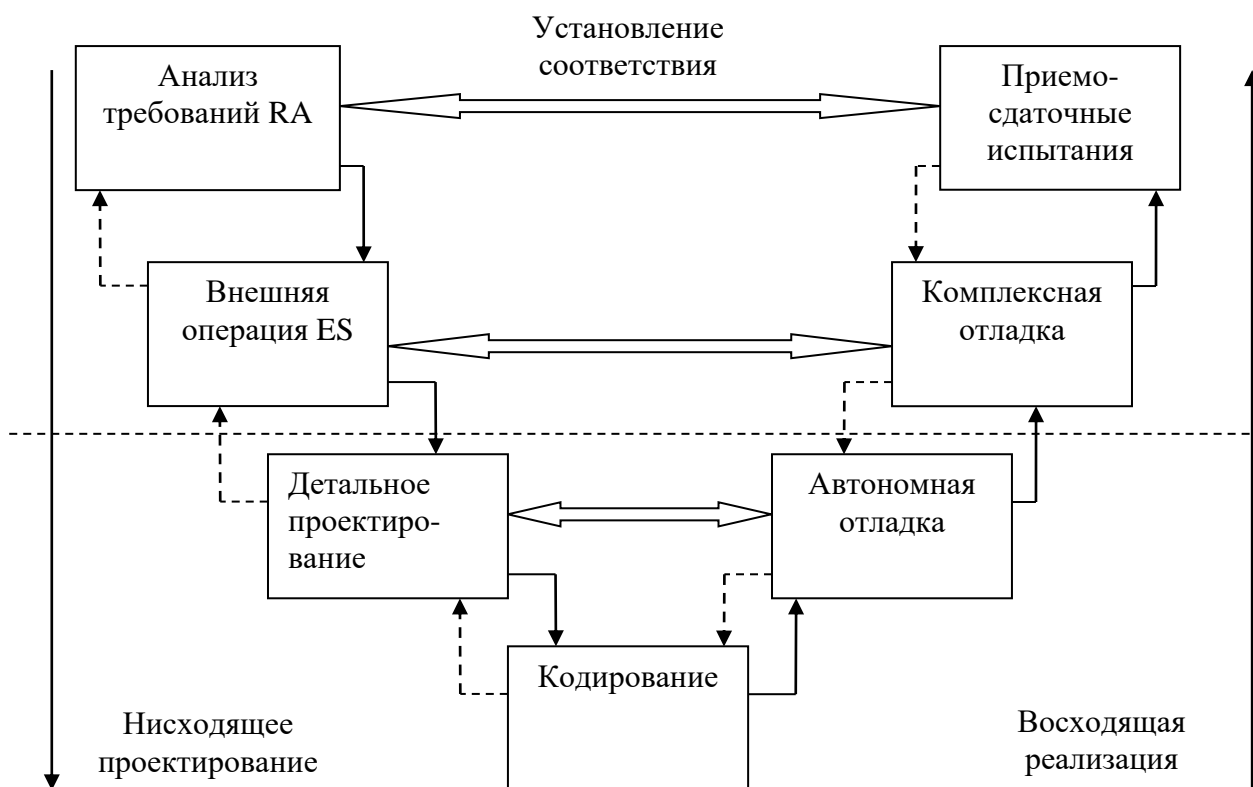 Анализ
требований RA
Установление
соответствия
Приемо-
сдаточные
испытания
Внешняя
операция ES
Комплексная
отладка
Детальное
проектиро-
вание
Автономная
отладка
Кодирование
Нисходящее
проектирование
Восходящая
реализация